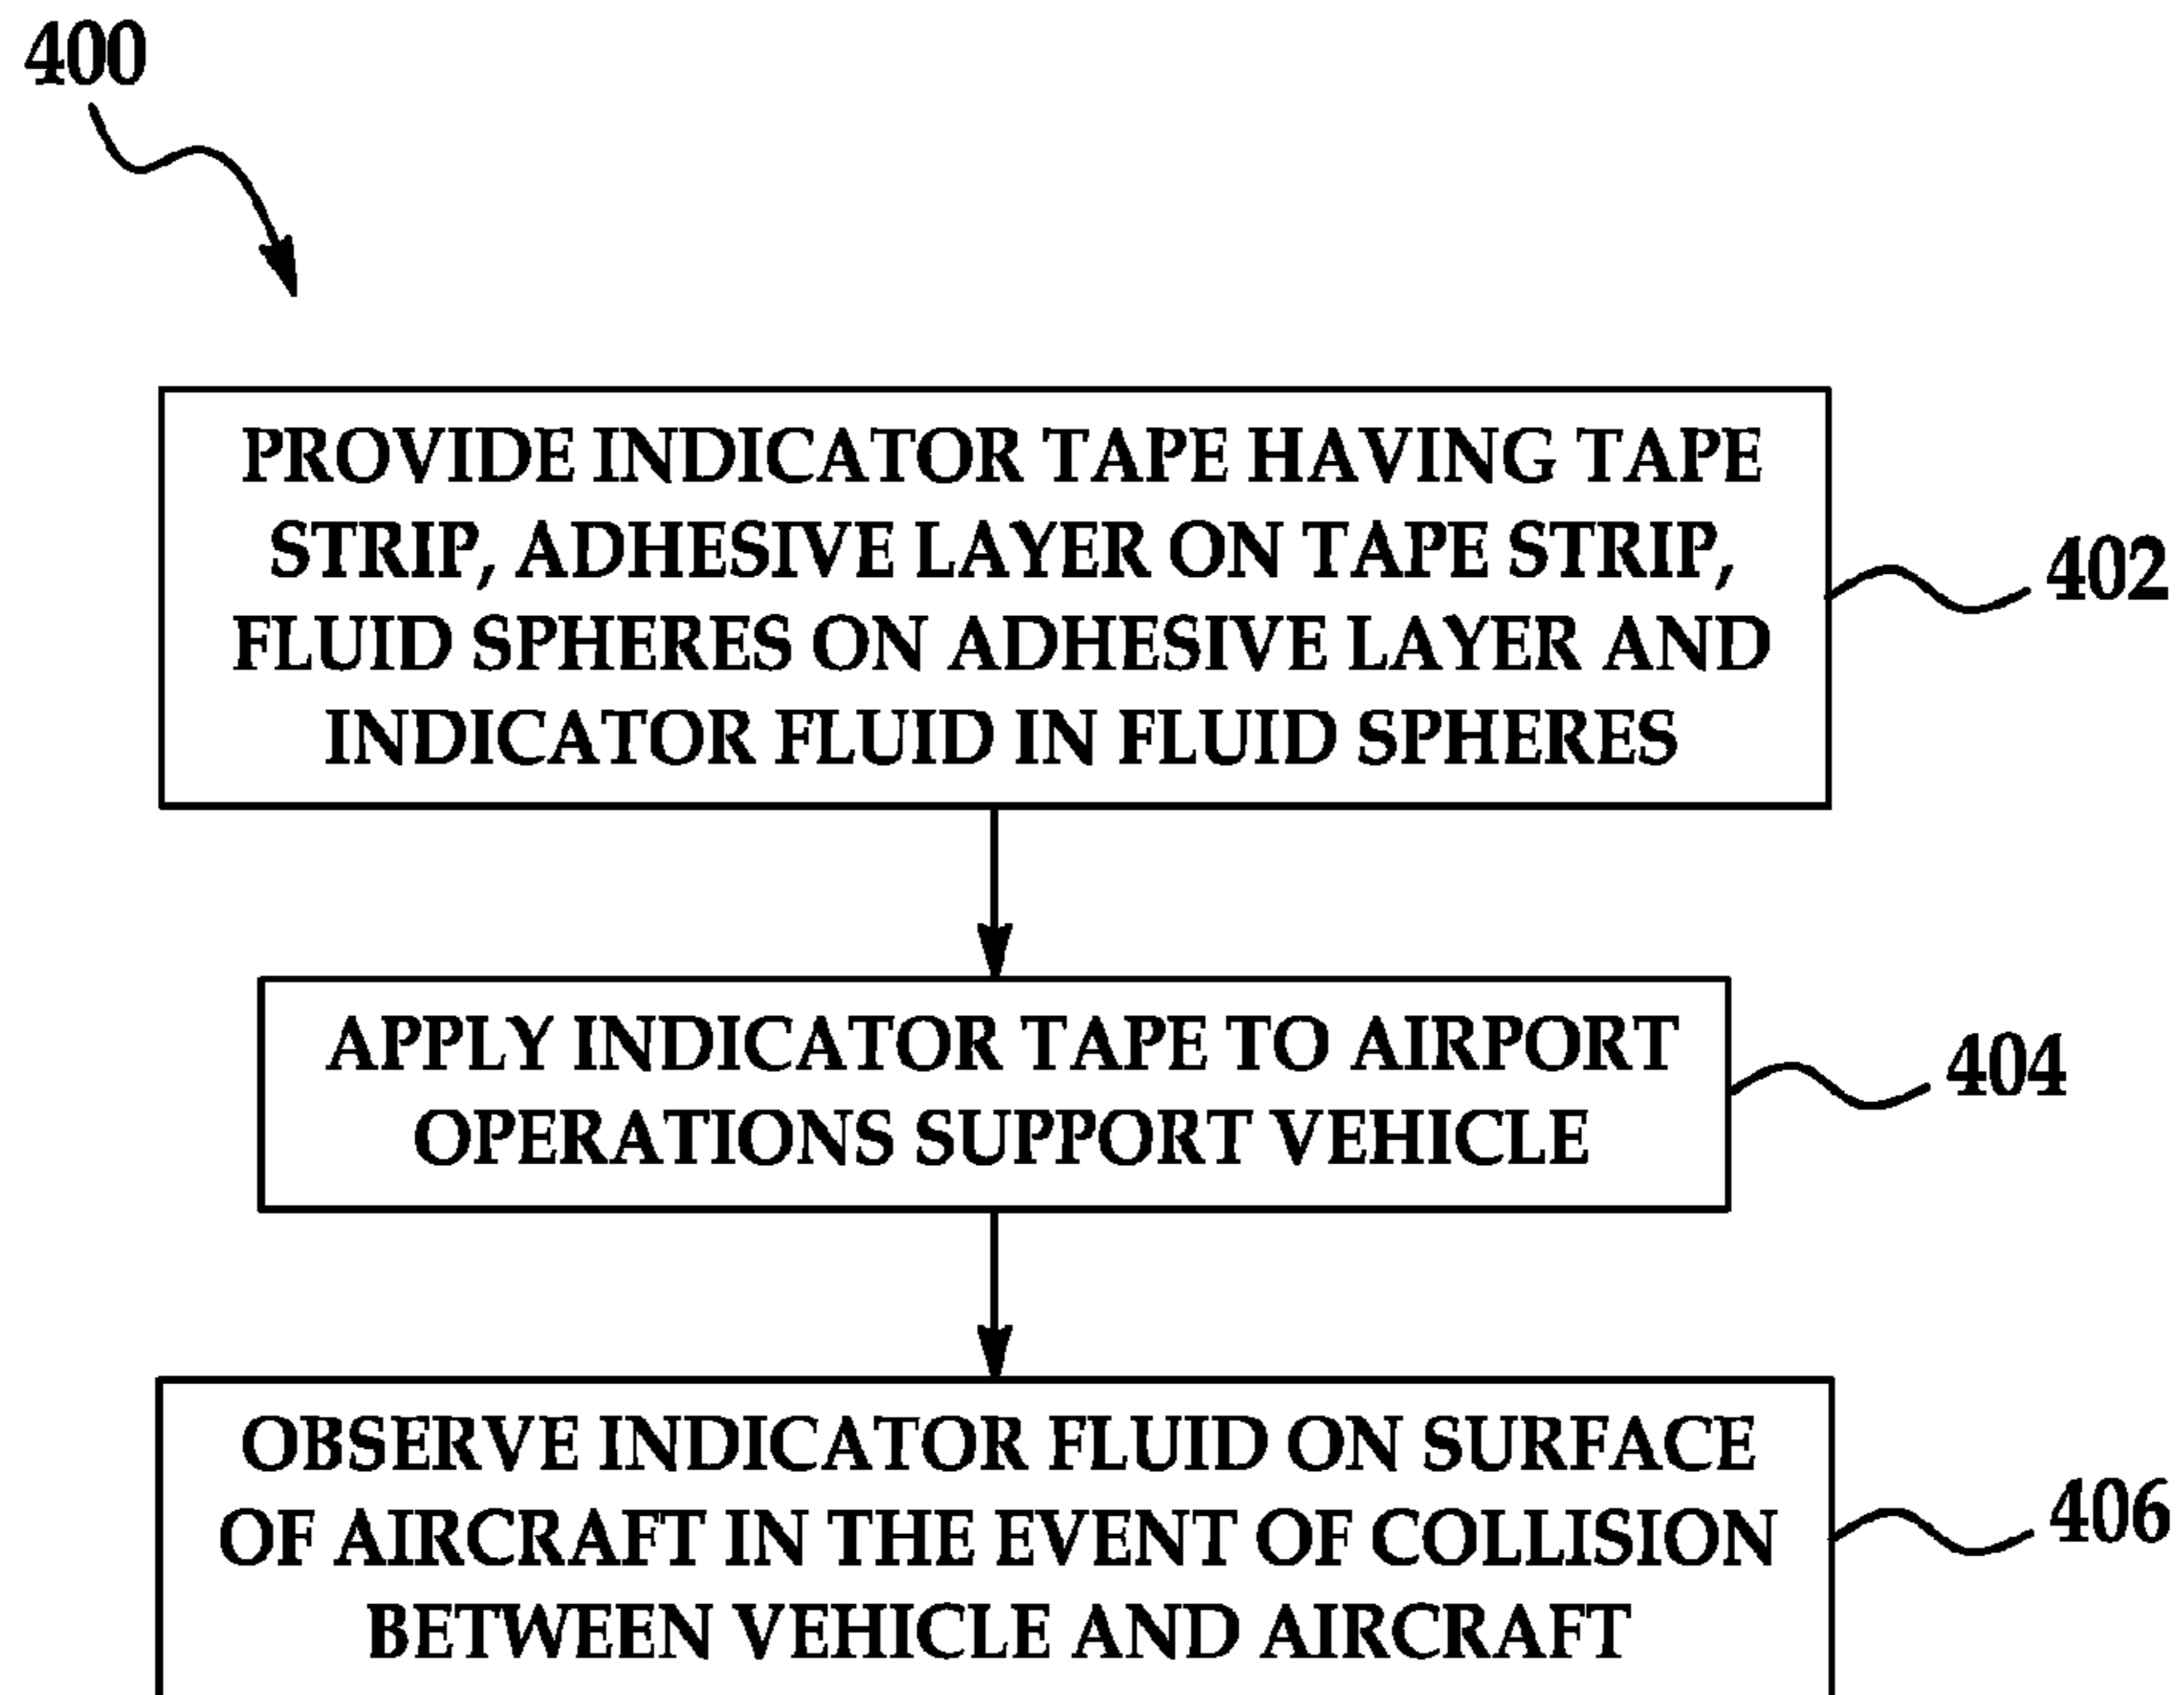 400
PROVIDE INDICATOR TAPE HAVING TAPE
STRIP, ADHESIVE LAYER ON TAPE STRIP,
FLUID SPHERES ON ADHESIVE LAYER AND
INDICATOR FLUID IN FLUID SPHERES
402
APPLY INDICATOR TAPE TO AIRPORT
OPERATIONS SUPPORT VEHICLE
404
OBSERVE INDICATOR FLUID ON SURFACE
OF AIRCRAFT IN THE EVENT OF COLLISION
BETWEEN VEHICLE AND AIRCRAFT
406